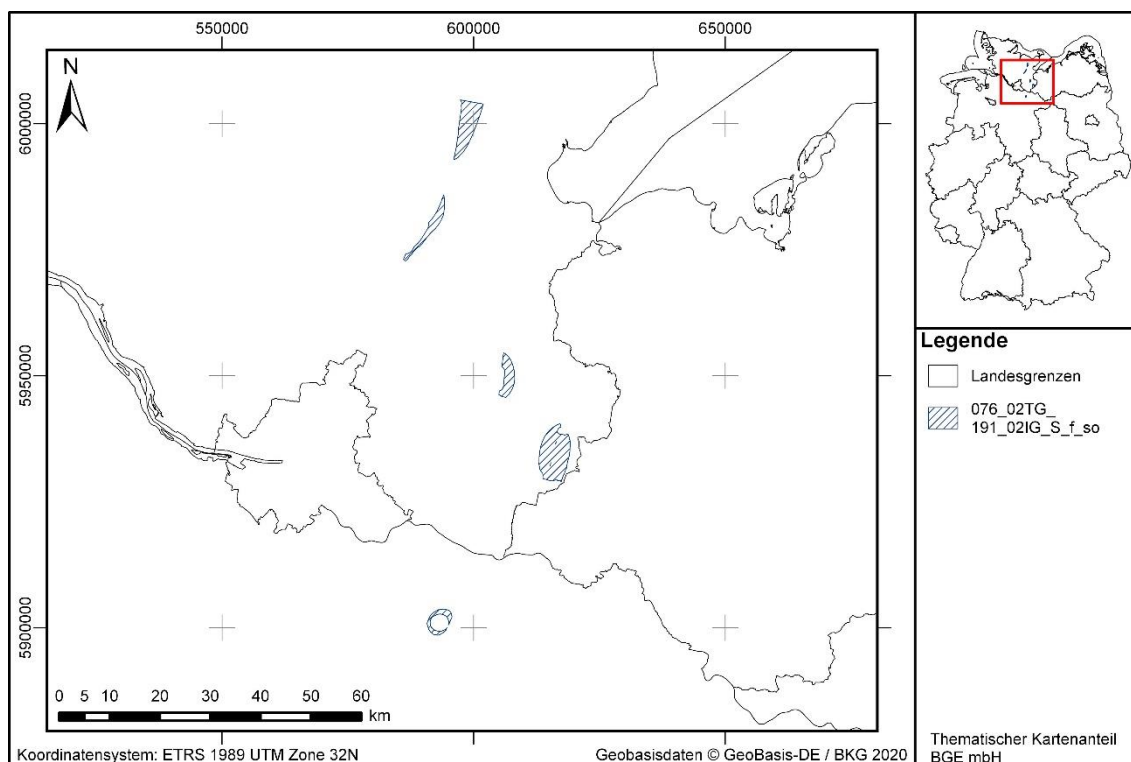 550000
600000
650000
N
6000000
5950000
5900000
0 5 10 20 30 40 50 60
km
Koordinatensystem: ETRS 1989 UTM Zone 32N
Geobasisdaten © GeoBasis-DE / BKG 2020
Legende
Landesgrenzen
076_02TG_
191_02IG_S_f_so
Thematischer Kartenanteil
BGE mbH